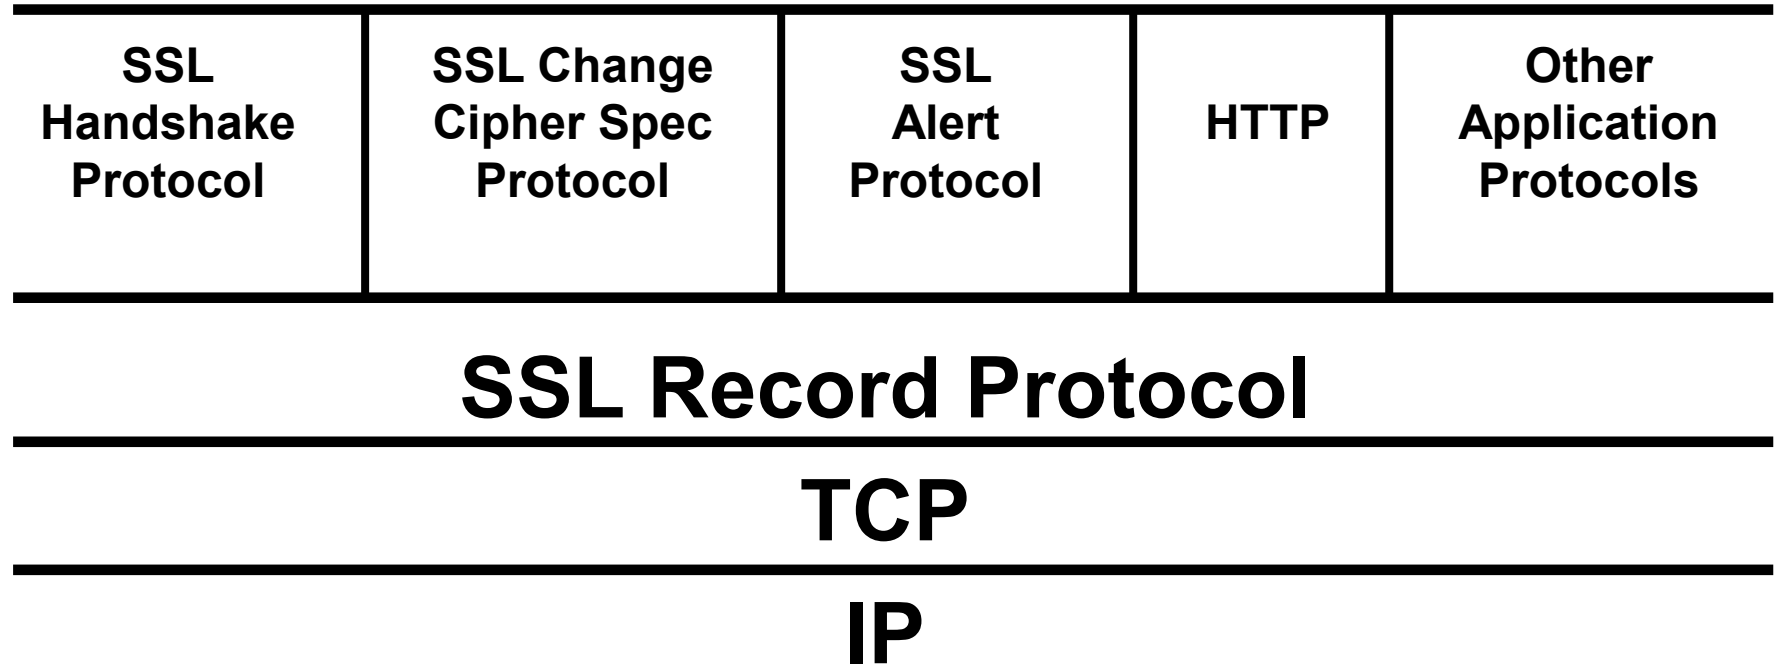 SSL
Handshake
Protocol
SSL Change
Cipher Spec
Protocol
SSL
Alert
Protocol
HTTP
Other
Application
Protocols
SSL Record Protocol
TCP
IP